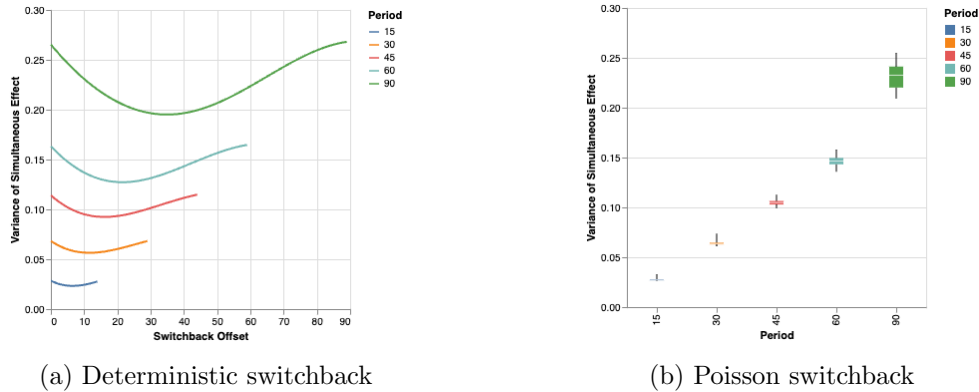 0.30
0.25
0.20
0.15
0.10
0.05
0.00
Variance of Simultaneous Effect
0 10 20 30 40 50 60 70 80 90
Switchback Offset
Period
15
30
45
60
90
(a) Deterministic switchback
0.30
0.25
0.20
0.15
0.10
0.05
0.00
Variance of Simultaneous Effect
15 30 45 60 90
Period
Period
15
30
45
60
90
(b) Poisson switchback